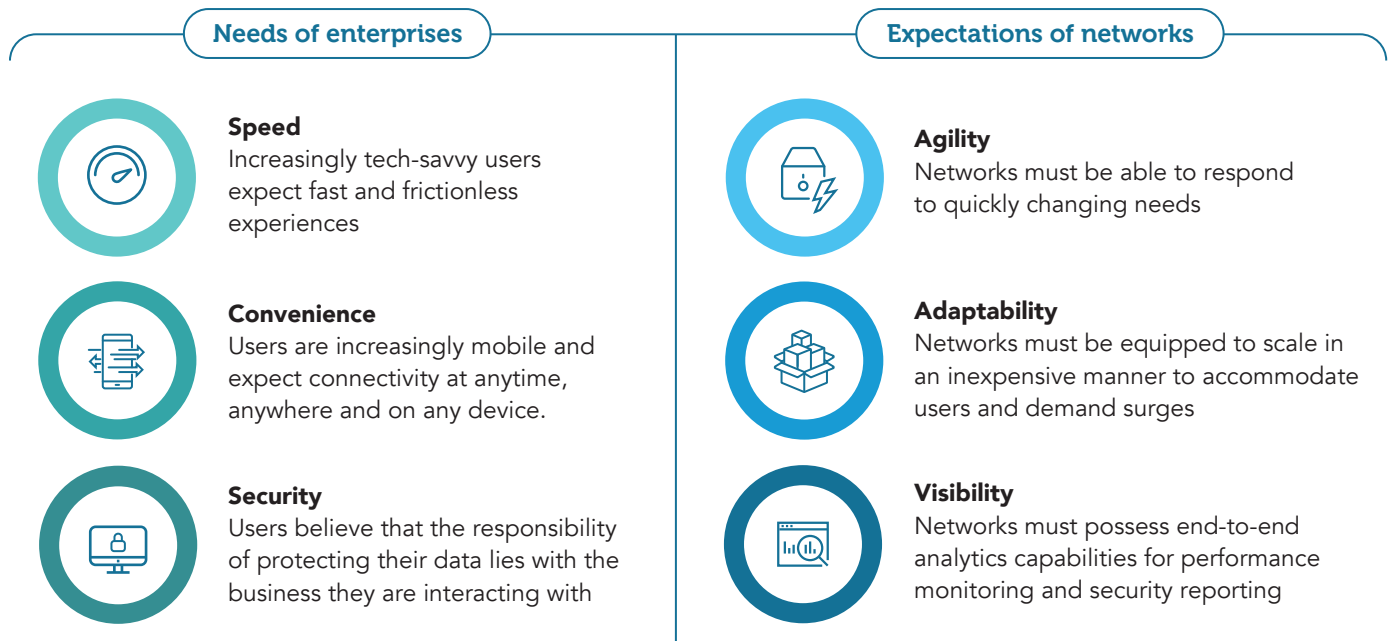 Needs of enterprises
Speed
Increasingly tech-savvy users
expect fast and frictionless
experiences
Convenience
Users are increasingly mobile and
expect connectivity at anytime,
anywhere and on any device.
Security
Users believe that the responsibility
of protecting their data lies with the
business they are interacting with
Expectations of networks
Agility
Networks must be able to respond
to quickly changing needs
Adaptability
Networks must be equipped to scale in
an inexpensive manner to accommodate
users and demand surges
Visibility
Networks must possess end-to-end
analytics capabilities for performance
monitoring and security reporting